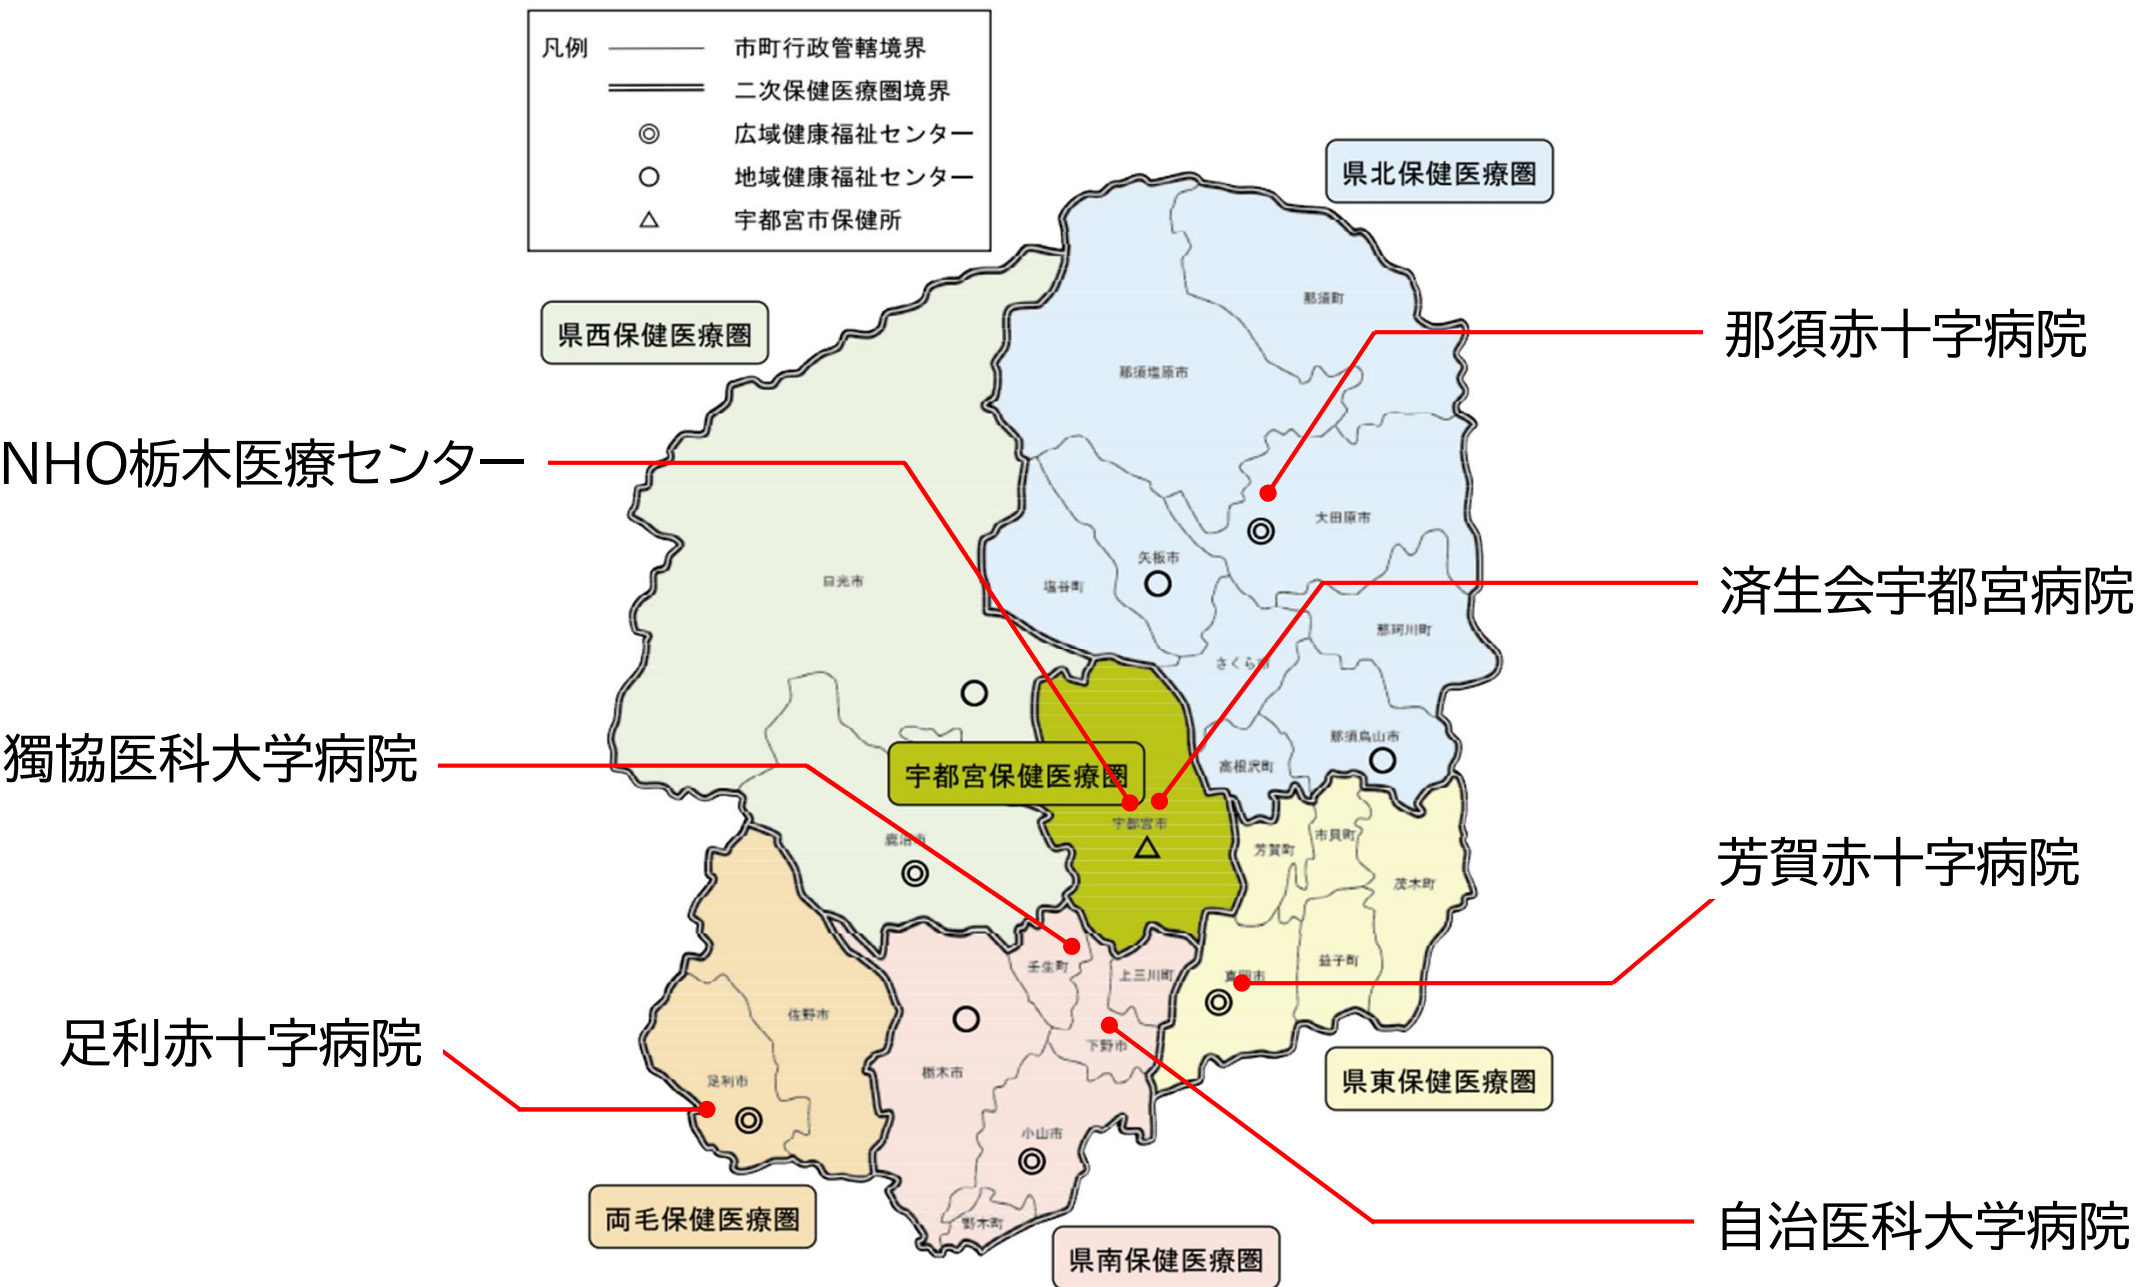 凡例
市町行政管轄境界
二次保健医療圏境界
広域健康福祉センター
地域健康福祉センター
宇都宮市保健所
県北保健医療圏
県西保健医療圏
那須町
那須赤十字病院
那須塩原市
NHO栃木医療センター
大田原市
矢板市
日光市
塩谷町
済生会宇都宮病院
那珂川町
さくら市
那須烏山市
獨協医科大学病院
高根沢町
宇都宮保健医療圏
宇都宮市
市貝町
鹿沼市
芳賀町
芳賀赤十字病院
茂木町
益子町
壬生町
上三川町
真岡市
佐野市
足利赤十字病院
下野市
栃木市
足利市
県東保健医療圏
小山市
両毛保健医療圏
野木町
自治医科大学病院
県南保健医療圏